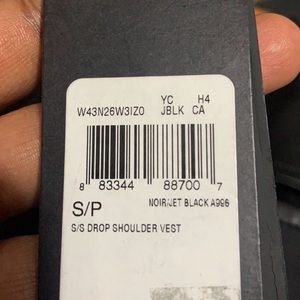 YC H4
W43N26W3IZ0 JBLK CA
8 83344 88700 7
S/P NOIR/JET BLACK A996
S/S DROP SHOULDER VEST